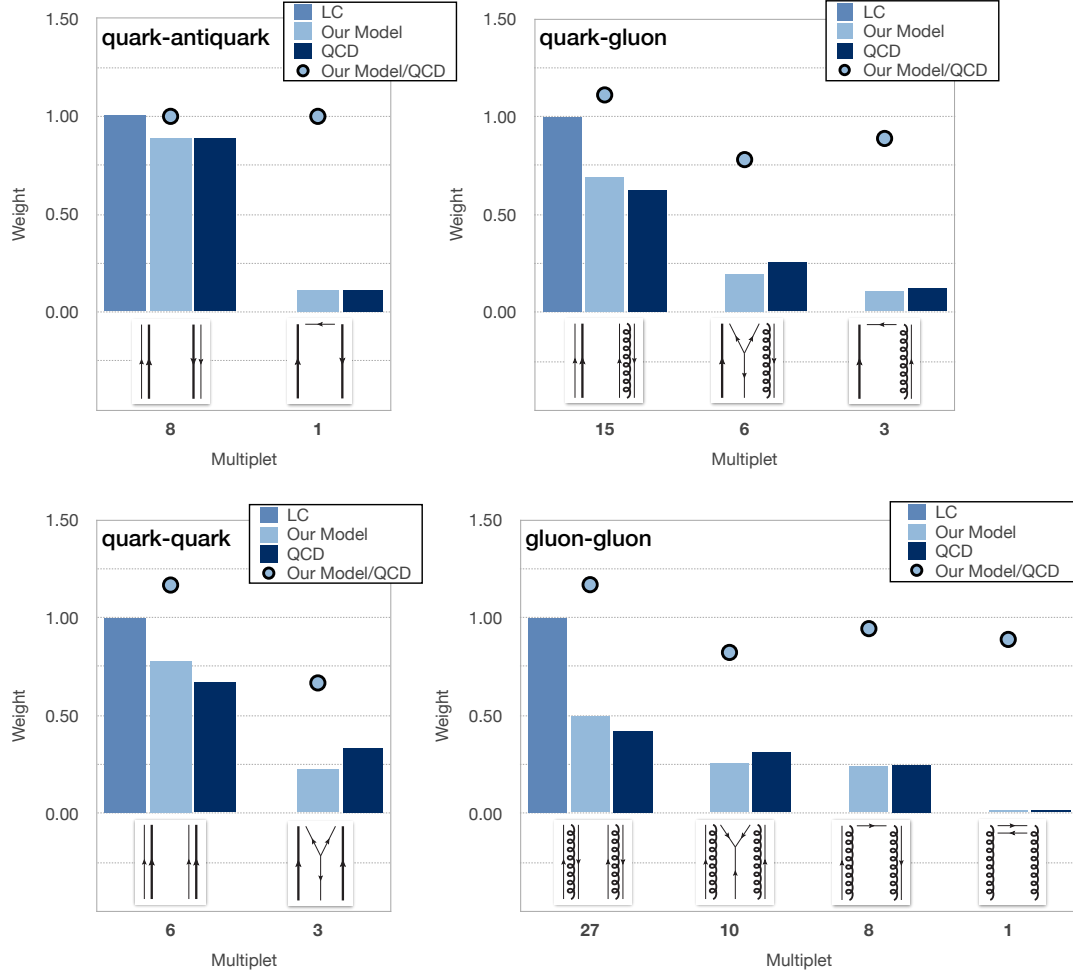 quark-antiquark
LC
Our Model
QCD
Our Model/QCD
Weight
1.50
1.00
0.50
0.00
8
1
Multiplet
quark-gluon
LC
Our Model
QCD
Our Model/QCD
Weight
1.50
1.00
0.50
0.00
15
6
3
Multiplet
quark-quark
LC
Our Model
QCD
Our Model/QCD
Weight
1.50
1.00
0.50
0.00
6
3
Multiplet
gluon-gluon
LC
Our Model
QCD
Our Model/QCD
Weight
1.50
1.00
0.50
0.00
27
10
8
1
Multiplet